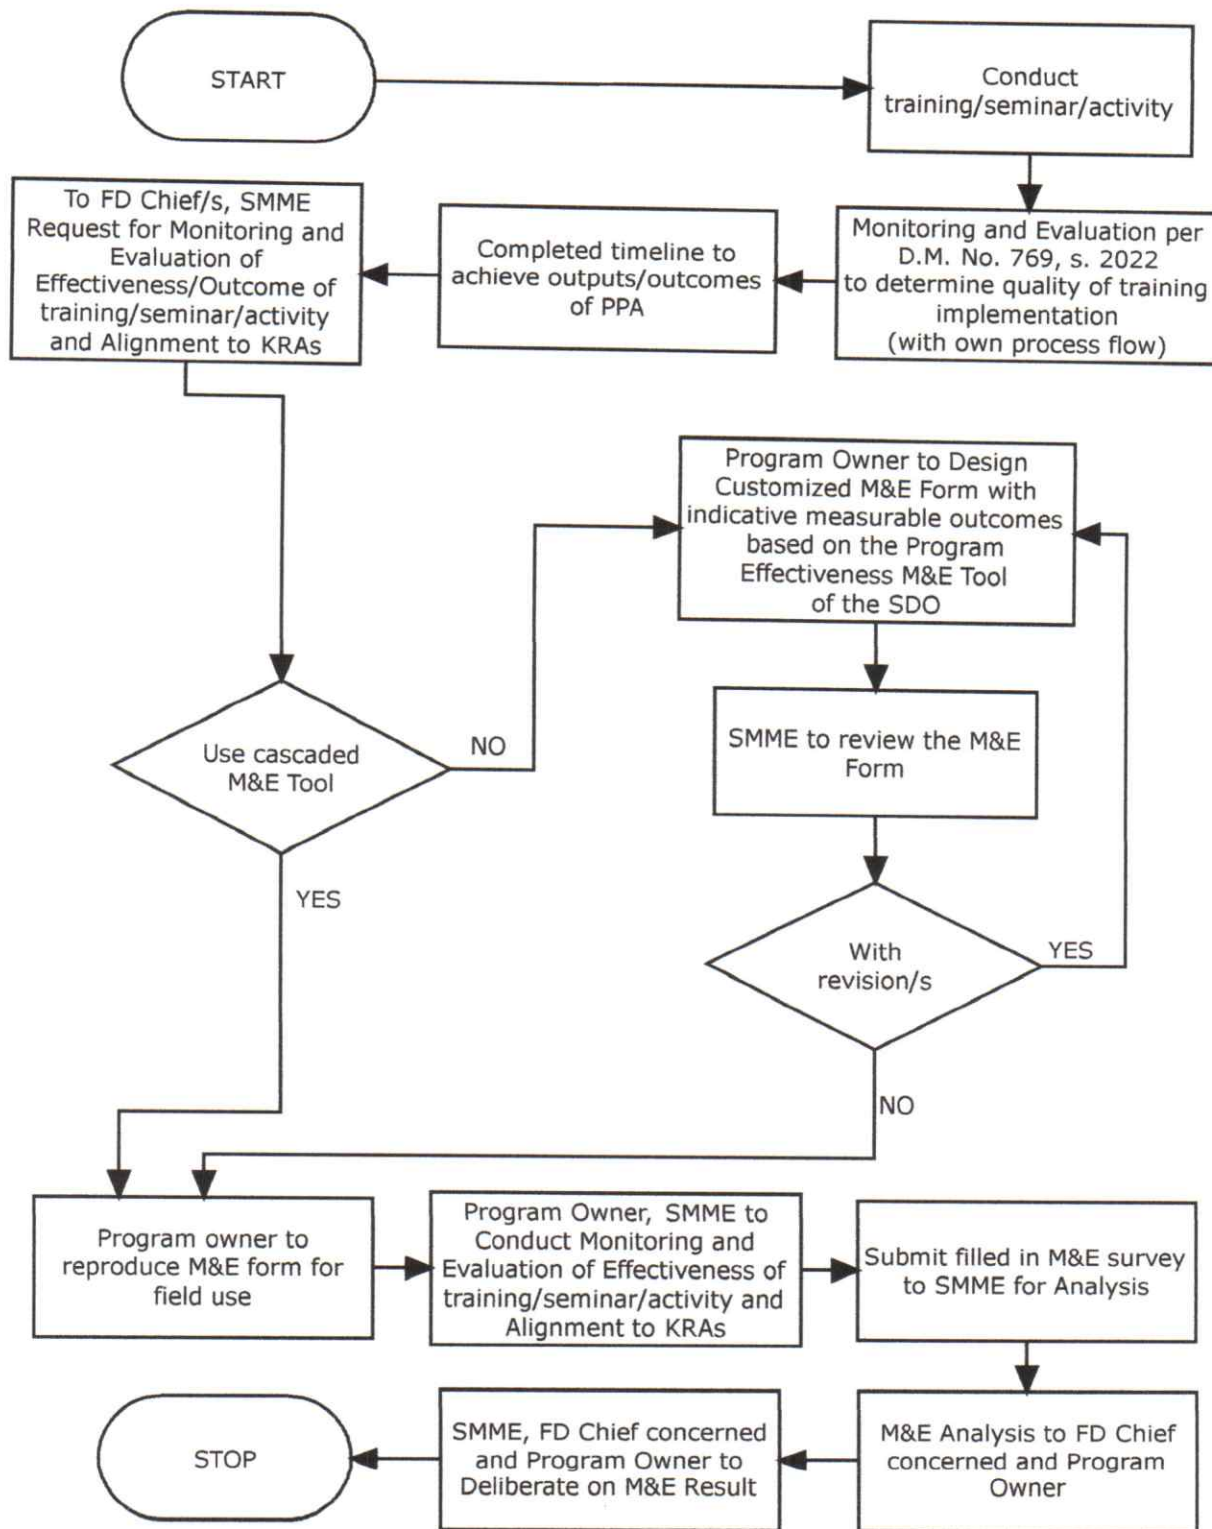 START
Conduct
training/seminar/activity
Monitoring and Evaluation per
D.M. No. 769, s. 2022
to determine quality of training
implementation
(with own process flow)
Completed timeline to
achieve outputs/outcomes
of PPA
To FD Chief/s, SMME
Request for Monitoring and
Evaluation of
Effectiveness/Outcome of
training/seminar/activity
and Alignment to KRAs
Use cascaded
M&E Tool
NO
YES
Program Owner to Design
Customized M&E Form with
indicative measurable outcomes
based on the Program
Effectiveness M&E Tool
of the SDO
SMME to review the M&E
Form
With
revision/s
YES
NO
Program owner to
reproduce M&E form for
field use
Program Owner, SMME to
Conduct Monitoring and
Evaluation of Effectiveness of
training/seminar/activity and
Alignment to KRAs
Submit filled in M&E survey
to SMME for Analysis
M&E Analysis to FD Chief
concerned and Program
Owner
SMME, FD Chief concerned
and Program Owner to
Deliberate on M&E Result
STOP